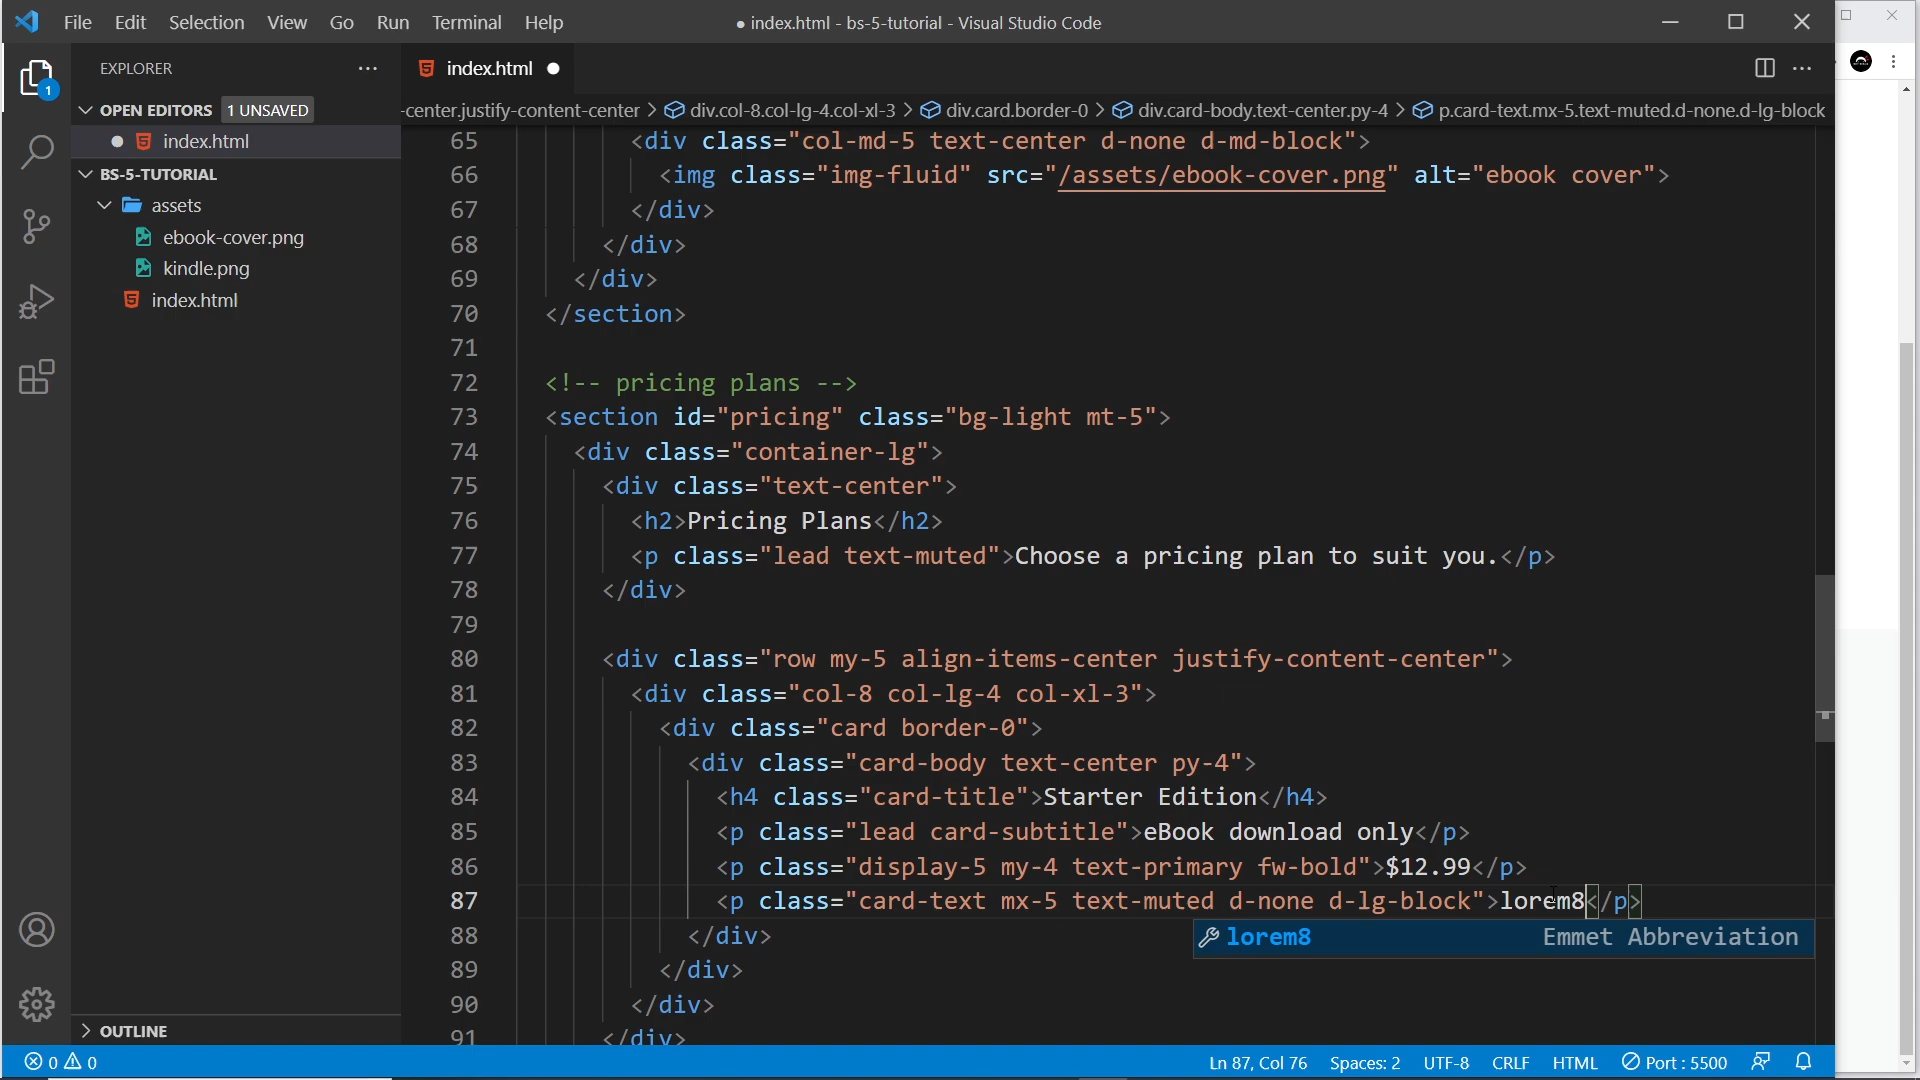 File Edit Selection View Go Run Terminal Help
● index.html - bs-5-tutorial - Visual Studio Code
EXPLORER
OPEN EDITORS 1 UNSAVED
index.html
BS-5-TUTORIAL
assets
ebook-cover.png
kindle.png
index.html
OUTLINE
1
index.html
-center.justify-content-center > div.col-8.col-lg-4.col-xl-3 > div.card.border-0 > div.card-body.text-center.py-4 > p.card-text.mx-5.text-muted.d-none.d-lg-block
65 <div class="col-md-5 text-center d-none d-md-block">
66 <img class="img-fluid" src="/assets/ebook-cover.png" alt="ebook cover">
67 </div>
68 </div>
69 </div>
70 </section>
71
72 <!-- pricing plans -->
73 <section id="pricing" class="bg-light mt-5">
74 <div class="container-lg">
75 <div class="text-center">
76 <h2>Pricing Plans</h2>
77 <p class="lead text-muted">Choose a pricing plan to suit you.</p>
78 </div>
79
80 <div class="row my-5 align-items-center justify-content-center">
81 <div class="col-8 col-lg-4 col-xl-3">
82 <div class="card border-0">
83 <div class="card-body text-center py-4">
84 <h4 class="card-title">Starter Edition</h4>
85 <p class="lead card-subtitle">eBook download only</p>
86 <p class="display-5 my-4 text-primary fw-bold">$12.99</p>
87 <p class="card-text mx-5 text-muted d-none d-lg-block">lorem8</p>
88 </div>
lorem8 Emmet Abbreviation
89 </div>
90 </div>
91 </div>
0 0
Ln 87, Col 76 Spaces: 2 UTF-8 CRLF HTML Port : 5500